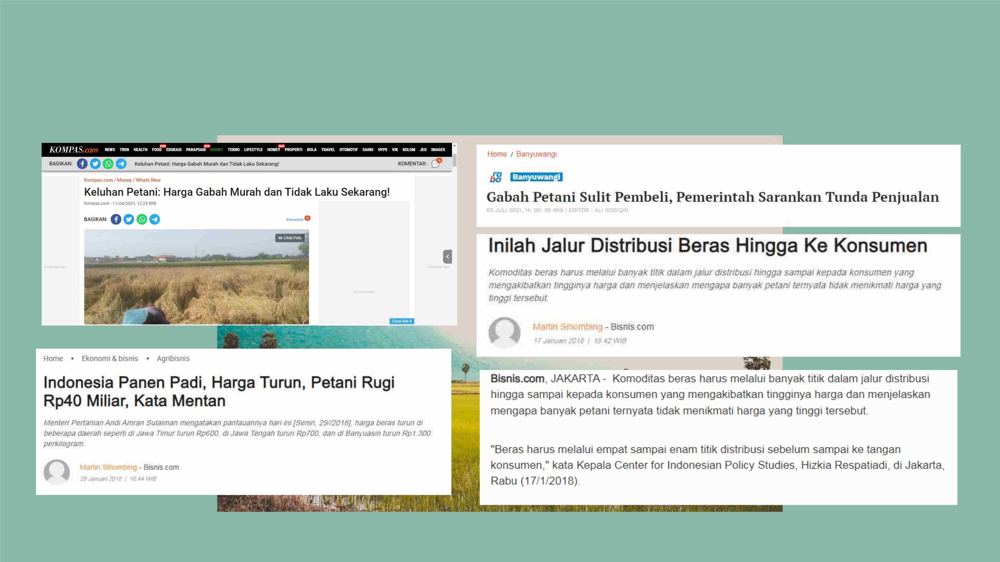 KOMPAS.com NEWS TREN HEALTH FOOD NEW EDUKASI PARAPUAN NEW MONEY TEKNO LIFESTYLE HOMEY NEW PROPERTI BOLA TRAVEL OTOMOTIF SAINS HYPE VIK KOLOM JEO IMAGES
BAGIKAN: Keluhan Petani: Harga Gabah Murah dan Tidak Laku Sekarang! KOMENTAR: 16
Kompas.com / Money / Whats New
Keluhan Petani: Harga Gabah Murah dan Tidak Laku Sekarang!
Kompas.com - 11/04/2021, 12:25 WIB
BAGIKAN: Komentar 16
Lihat Foto
Advertisement
Advertisement
Advertisement
Close Ads X
Home • Ekonomi & bisnis • Agribisnis
Indonesia Panen Padi, Harga Turun, Petani Rugi
Rp40 Miliar, Kata Mentan
Menteri Pertanian Andi Amran Sulaiman mengatakan pantauannya hari ini [Senin, 29//2018], harga beras turun di
beberapa daerah seperti di Jawa Timur turun Rp600, di Jawa Tengah turun Rp700, dan di Banyuasin turun Rp1.300
perkilogram.
Martin Sihombing - Bisnis.com
29 Januari 2018 / 16:44 WIB
Home / Banyuwangi
raba Banyuwangi
Gabah Petani Sulit Pembeli, Pemerintah Sarankan Tunda Penjualan
03 JULI 2021, 14: 00: 59 WIB | EDITOR : ALI SODIQIN
Inilah Jalur Distribusi Beras Hingga Ke Konsumen
Komoditas beras harus melalui banyak titik dalam jalur distribusi hingga sampai kepada konsumen yang
mengakibatkan tingginya harga dan menjelaskan mengapa banyak petani ternyata tidak menikmati harga yang
tinggi tersebut.
Martin Sihombing - Bisnis.com
17 Januari 2018 / 18:42 WIB
Bisnis.com, JAKARTA - Komoditas beras harus melalui banyak titik dalam jalur distribusi
hingga sampai kepada konsumen yang mengakibatkan tingginya harga dan menjelaskan
mengapa banyak petani ternyata tidak menikmati harga yang tinggi tersebut.
"Beras harus melalui empat sampai enam titik distribusi sebelum sampai ke tangan
konsumen," kata Kepala Center for Indonesian Policy Studies, Hizkia Respatiadi, di Jakarta,
Rabu (17/1/2018).